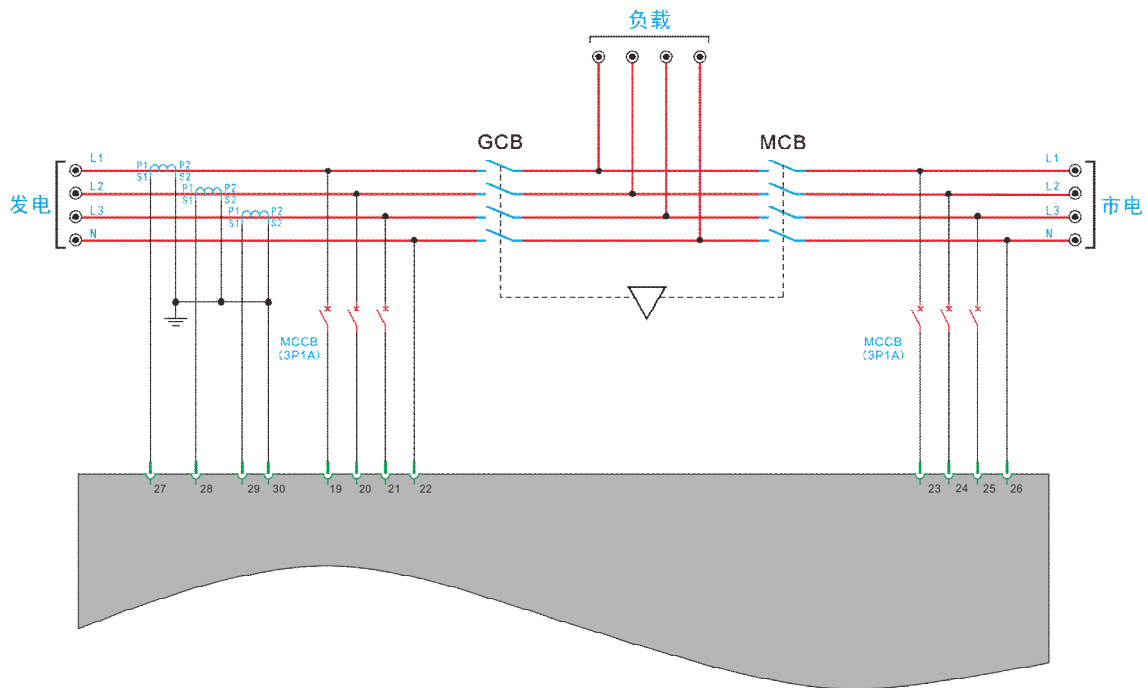 负载
GCB
MCB
L1
P1
P2
S1
S2
L1
L2
P1
P2
S1
S2
L2
发电
L3
P1
P2
S1
S2
L3
市电
N
N
MCCB
(3P1A)
MCCB
(3P1A)
27
28
29
30
19
20
21
22
23
24
25
26